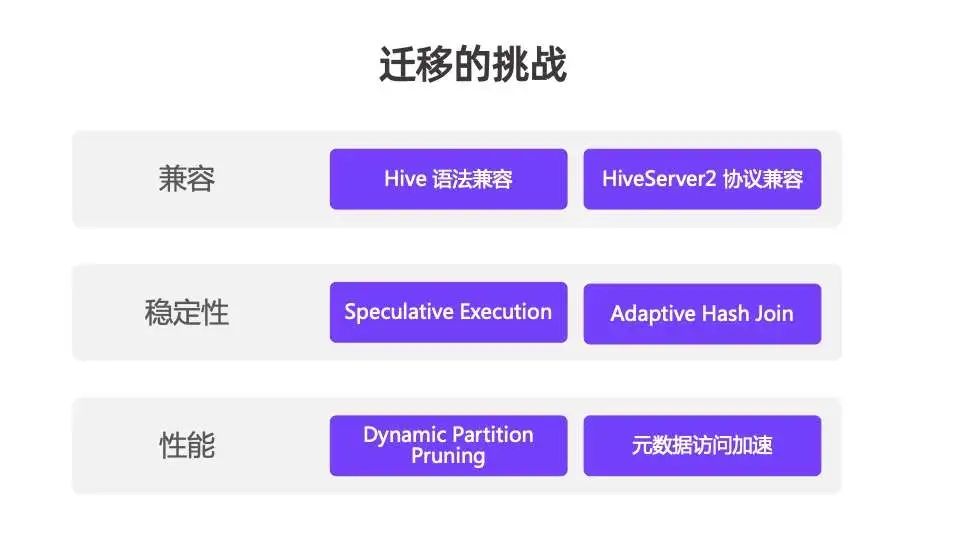 迁移的挑战
兼容
Hive 语法兼容
HiveServer2 协议兼容
稳定性
Speculative Execution
Adaptive Hash Join
性能
Dynamic Partition
Pruning
元数据访问加速